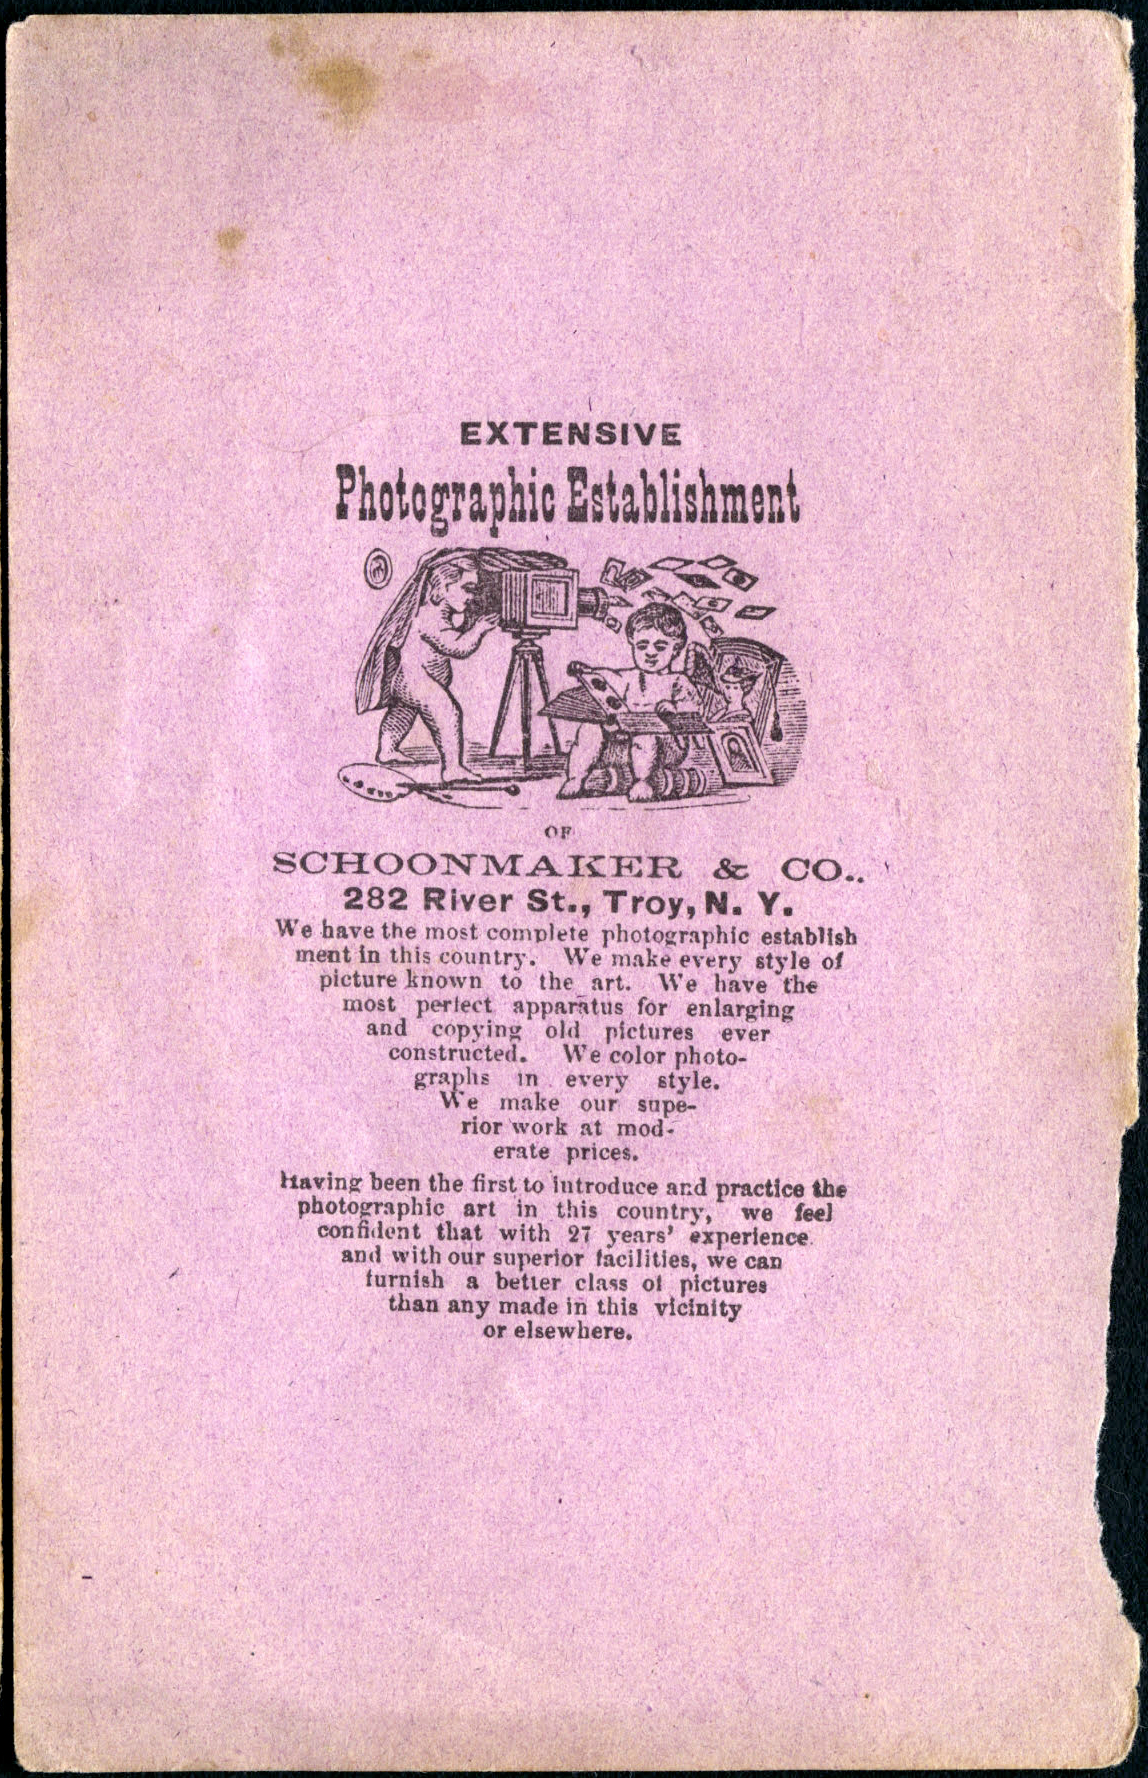 EXTENSIVE
Photographic Establishment
OF
SCHOONMAKER & CO..
282 River St., Troy, N. Y.
We have the most complete photographic establish
ment in this country. We make every style of
picture known to the art. We have the
most perfect apparatus for enlarging
and copying old pictures ever
constructed. We color photo-
graphs in every style.
We make our supe-
rior work at mod-
erate prices.
Having been the first to introduce and practice the
photographic art in this country, we feel
confident that with 27 years' experience
and with our superior facilities, we can
furnish a better class of pictures
than any made in this vicinity
or elsewhere.